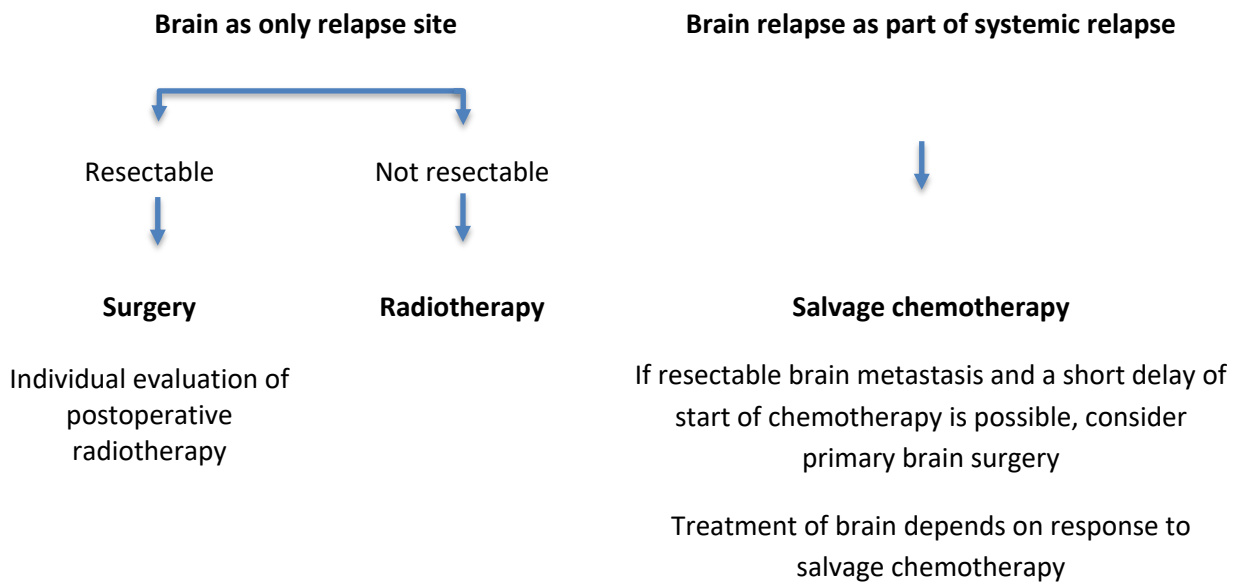 Brain as only relapse site
Brain relapse as part of systemic relapse
Resectable
Not resectable
Surgery
Radiotherapy
Salvage chemotherapy
Individual evaluation of
postoperative
radiotherapy
If resectable brain metastasis and a short delay of
start of chemotherapy is possible, consider
primary brain surgery
Treatment of brain depends on response to
salvage chemotherapy